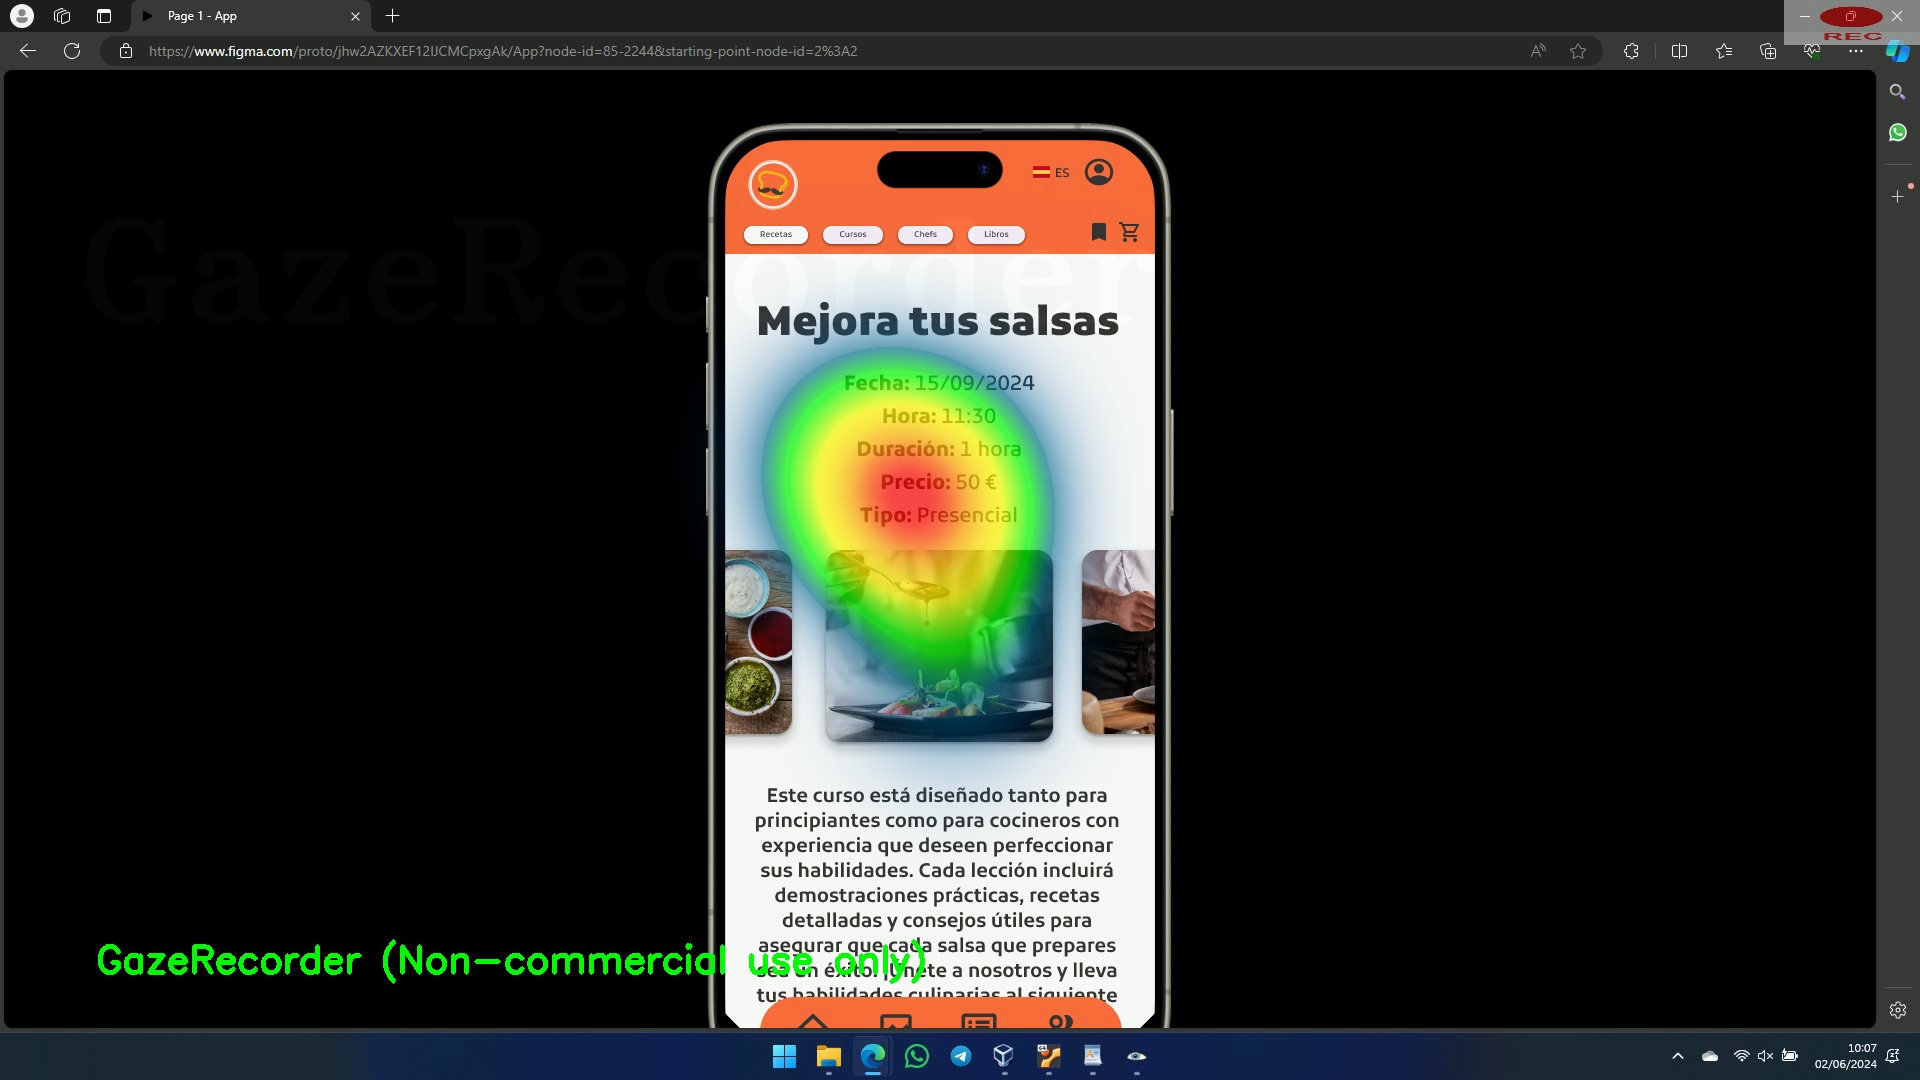 Page 1 - App
https://www.figma.com/proto/jhw2AZKXEF12IJCMCpxgAk/App?node-id=85-2244&starting-point-node-id=2%3A2
REC
GazeRecorder
ES
Recetas
Cursos
Chefs
Libros
Mejora tus salsas
Fecha: 15/09/2024
Hora: 11:30
Duración: 1 hora
Precio: 50 €
Tipo: Presencial
Este curso está diseñado tanto para
principiantes como para cocineros con
experiencia que deseen perfeccionar
sus habilidades. Cada lección incluirá
demostraciones prácticas, recetas
detalladas y consejos útiles para
asegurar que cada salsa que prepares
éxito. ¡Únete a nosotros y lleva
tus habilidades culinarias al siguiente
GazeRecorder (Non-commercial use only)
10:07
02/06/2024